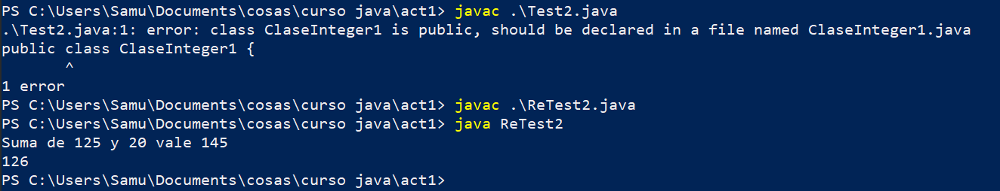 PS C:\Users\Samu\Documents\cosas\curso java\act1> javac .\Test2.java
.\Test2.java:1: error: class ClaseInteger1 is public, should be declared in a file named ClaseInteger1.java
public class ClaseInteger1 {
       ^
1 error
PS C:\Users\Samu\Documents\cosas\curso java\act1> javac .\ReTest2.java
PS C:\Users\Samu\Documents\cosas\curso java\act1> java ReTest2
Suma de 125 y 20 vale 145
126
PS C:\Users\Samu\Documents\cosas\curso java\act1>